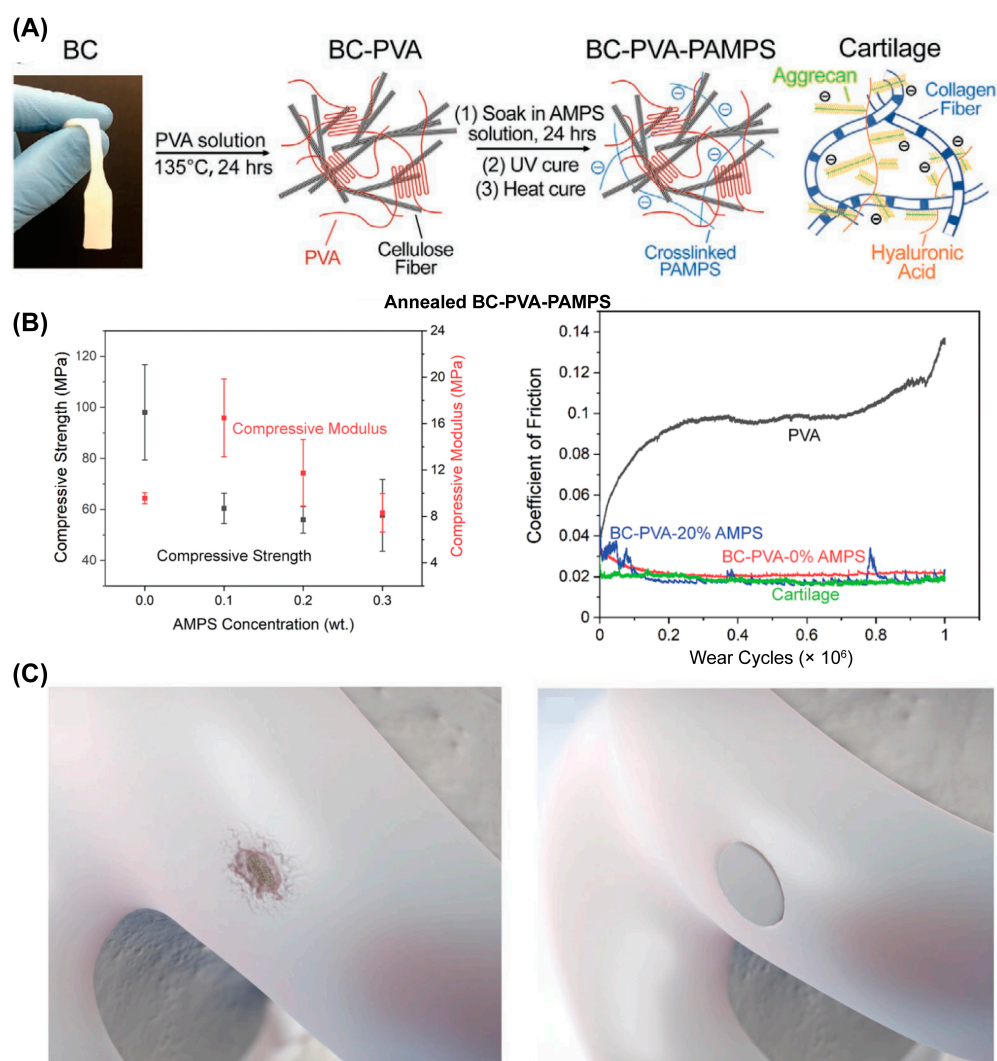 (A)
BC
BC-PVA
BC-PVA-PAMPS
Cartilage
PVA solution
135°C, 24 hrs
PVA
Cellulose
Fiber
(1) Soak in AMPS
solution, 24 hrs
(2) UV cure
(3) Heat cure
Crosslinked
PAMPS
Aggrecan
Collagen
Fiber
Hyaluronic
Acid
(B)
Annealed BC-PVA-PAMPS
Compressive Strength (MPa)
120
100
80
60
40
Compressive Modulus
Compressive Strength
0.0
0.1
0.2
0.3
AMPS Concentration (wt.)
24
20
16
12
8
4
Compressive Modulus (MPa)
Coefficient of Friction
0.14
0.12
0.1
0.08
0.06
0.04
0.02
0
PVA
BC-PVA-20% AMPS
BC-PVA-0% AMPS
Cartilage
0
0.2
0.4
0.6
0.8
1
Wear Cycles (× 10⁶)
(C)